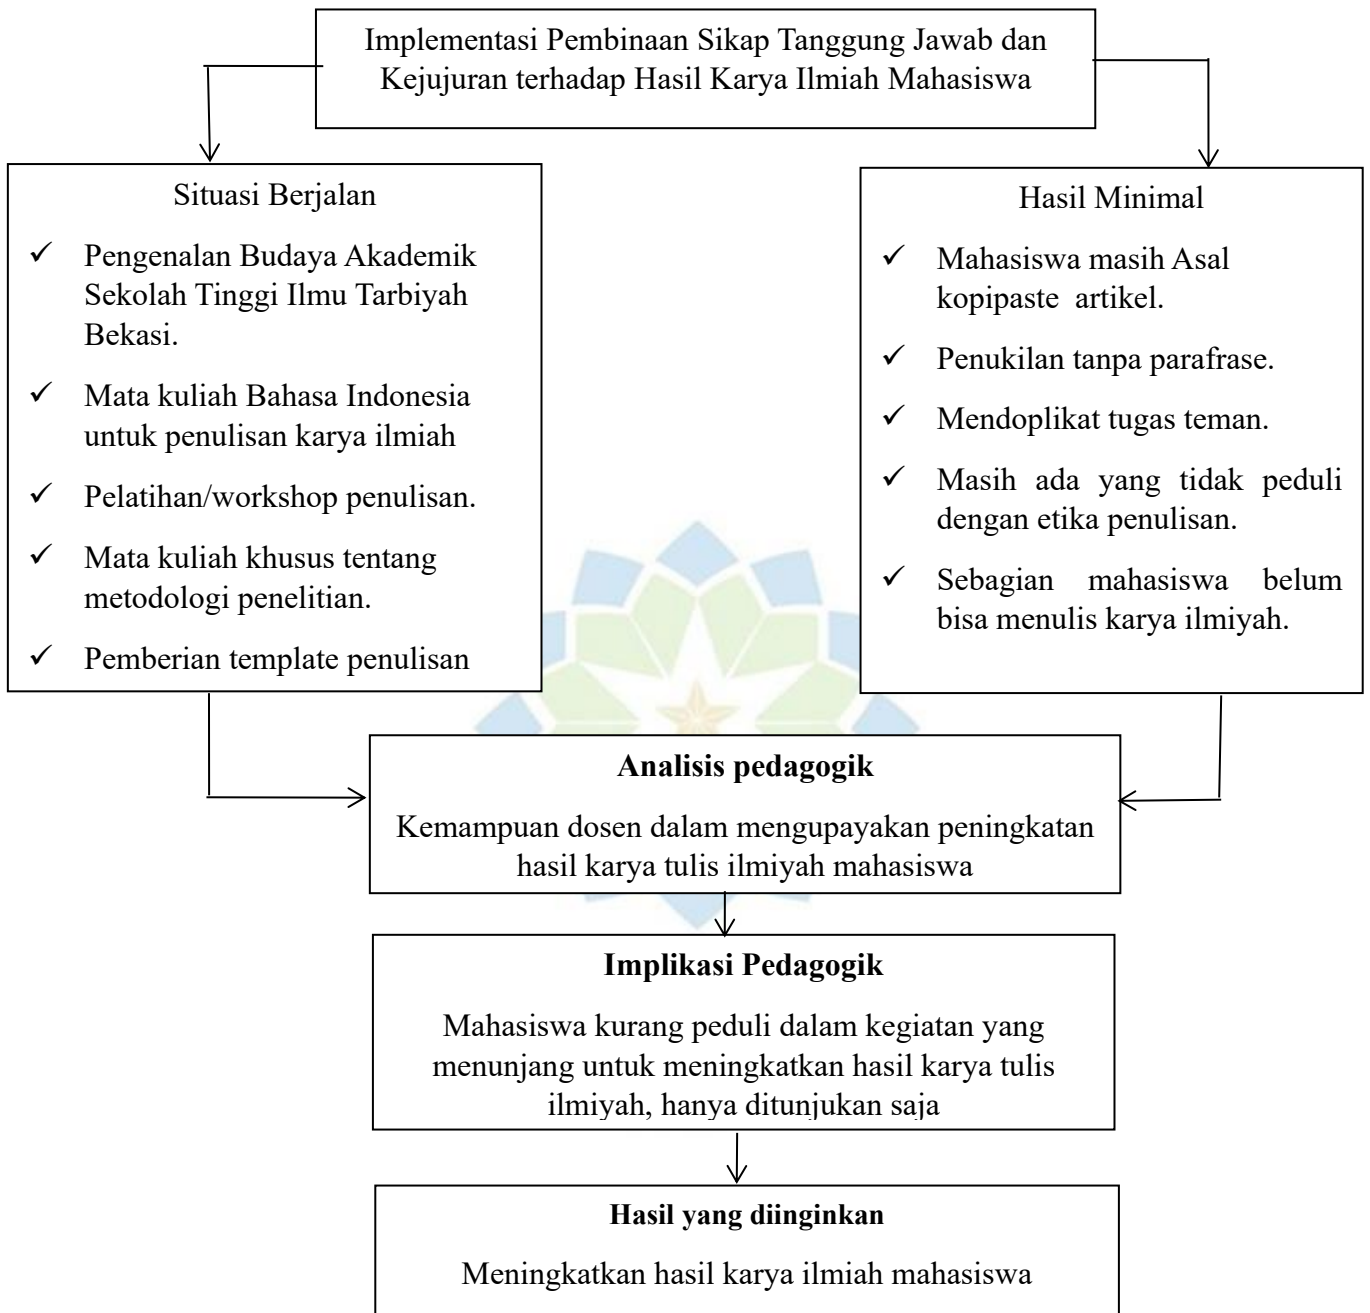 Implementasi Pembinaan Sikap Tanggung Jawab dan
Kejujuran terhadap Hasil Karya Ilmiah Mahasiswa
Situasi Berjalan
✓ Pengenalan Budaya Akademik
Sekolah Tinggi Ilmu Tarbiyah
Bekasi.
✓ Mata kuliah Bahasa Indonesia
untuk penulisan karya ilmiah
✓ Pelatihan/workshop penulisan.
✓ Mata kuliah khusus tentang
metodologi penelitian.
✓ Pemberian template penulisan
Hasil Minimal
✓ Mahasiswa masih Asal
kopipaste artikel.
✓ Penukilan tanpa parafrase.
✓ Mendoplikat tugas teman.
✓ Masih ada yang tidak peduli
dengan etika penulisan.
✓ Sebagian mahasiswa belum
bisa menulis karya ilmiyah.
Analisis pedagogik
Kemampuan dosen dalam mengupayakan peningkatan
hasil karya tulis ilmiyah mahasiswa
Implikasi Pedagogik
Mahasiswa kurang peduli dalam kegiatan yang
menunjang untuk meningkatkan hasil karya tulis
ilmiyah, hanya ditunjukan saja
Hasil yang diinginkan
Meningkatkan hasil karya ilmiah mahasiswa